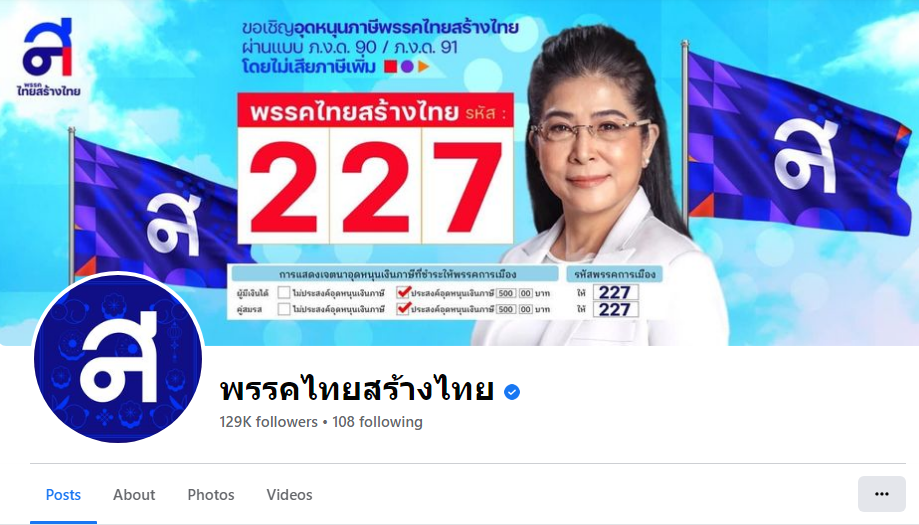 ส
พรรค
ไทยสร้างไทย
ขอเชิญอุดหนุนภาษีพรรคไทยสร้างไทย
ผ่านแบบ ภ.ง.ด. 90 / ภ.ง.ด. 91
โดยไม่เสียภาษีเพิ่ม
พรรคไทยสร้างไทย รหัส :
227
ส
ส
การแสดงเจตนาอุดหนุนเงินภาษีที่ชำระให้พรรคการเมือง รหัสพรรคการเมือง
ผู้มีเงินได้ ไม่ประสงค์อุดหนุนเงินภาษี ประสงค์อุดหนุนเงินภาษี 500 00 บาท ให้ 227
คู่สมรส ไม่ประสงค์อุดหนุนเงินภาษี ประสงค์อุดหนุนเงินภาษี 500 00 บาท ให้ 227
ส
พรรคไทยสร้างไทย
129K followers • 108 following
Posts About Photos Videos